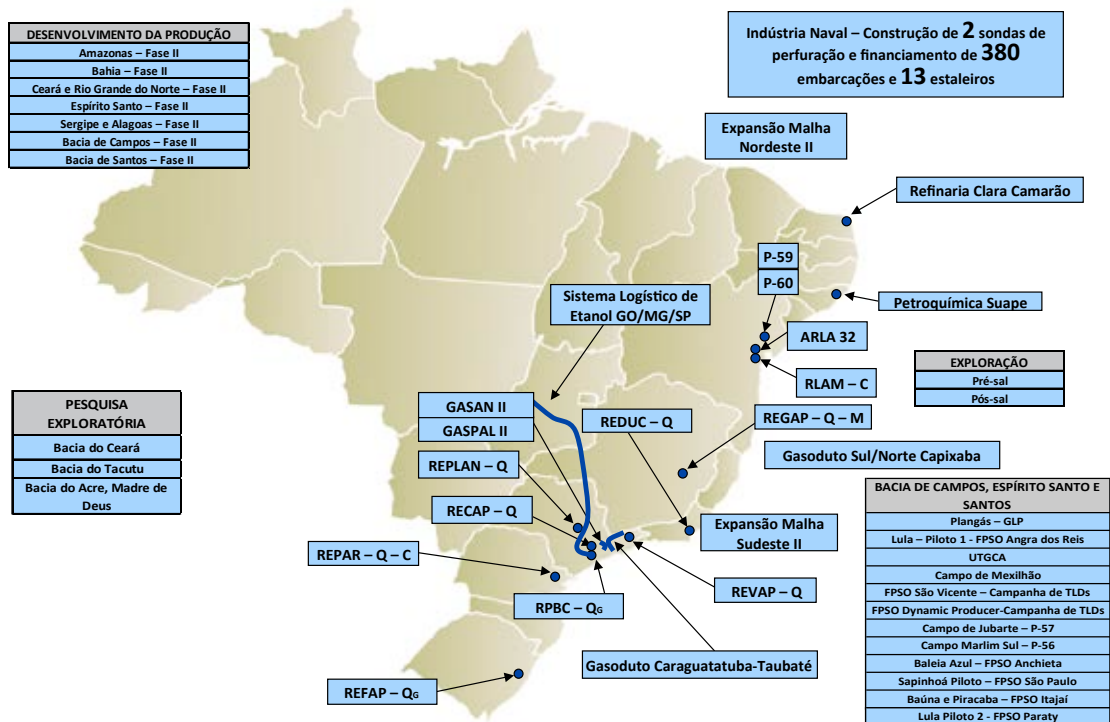 DESENVOLVIMENTO DA PRODUÇÃO
Amazonas – Fase II
Bahia – Fase II
Ceará e Rio Grande do Norte – Fase II
Espírito Santo – Fase II
Sergipe e Alagoas – Fase II
Bacia de Campos – Fase II
Bacia de Santos – Fase II
Indústria Naval – Construção de 2 sondas de
perfuração e financiamento de 380
embarcações e 13 estaleiros
Expansão Malha
Nordeste II
Refinaria Clara Camarão
P-59
P-60
Sistema Logístico de
Etanol GO/MG/SP
Petroquímica Suape
ARLA 32
RLAM – C
EXPLORAÇÃO
Pré-sal
Pós-sal
PESQUISA
EXPLORATÓRIA
Bacia do Ceará
Bacia do Tacutu
Bacia do Acre, Madre de
Deus
GASAN II
GASPAL II
REDUC – Q
REGAP – Q – M
REPLAN – Q
Gasoduto Sul/Norte Capixaba
RECAP – Q
Expansão Malha
Sudeste II
REPAR – Q – C
RPBC – QG
REVAP – Q
Gasoduto Caraguatatuba-Taubaté
REFAP – QG
BACIA DE CAMPOS, ESPÍRITO SANTO E
SANTOS
Plangás – GLP
Lula – Piloto 1 - FPSO Angra dos Reis
UTGCA
Campo de Mexilhão
FPSO São Vicente – Campanha de TLDs
FPSO Dynamic Producer-Campanha de TLDs
Campo de Jubarte – P-57
Campo Marlim Sul – P-56
Baleia Azul – FPSO Anchieta
Sapinhoá Piloto – FPSO São Paulo
Baúna e Piracaba – FPSO Itajaí
Lula Piloto 2 - FPSO Paraty